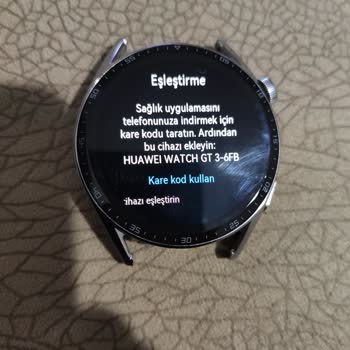 Eşleştirme
Sağlık uygulamasını
telefonunuza indirmek için
kare kodu taratın. Ardından
bu cihazı ekleyin:
HUAWEI WATCH GT 3-6FB
Kare kod kullan
cihazı eşleştirin